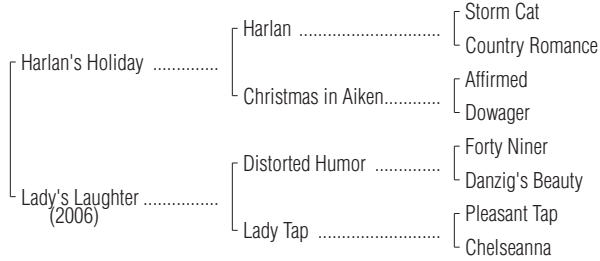 Storm Cat
Harlan ..............................
Country Romance
Harlan's Holiday ..............
Affirmed
Christmas in Aiken............
Dowager
Forty Niner
Distorted Humor ..............
Danzig's Beauty
Lady's Laughter ................
(2006)
Pleasant Tap
Lady Tap ..........................
Chelseanna